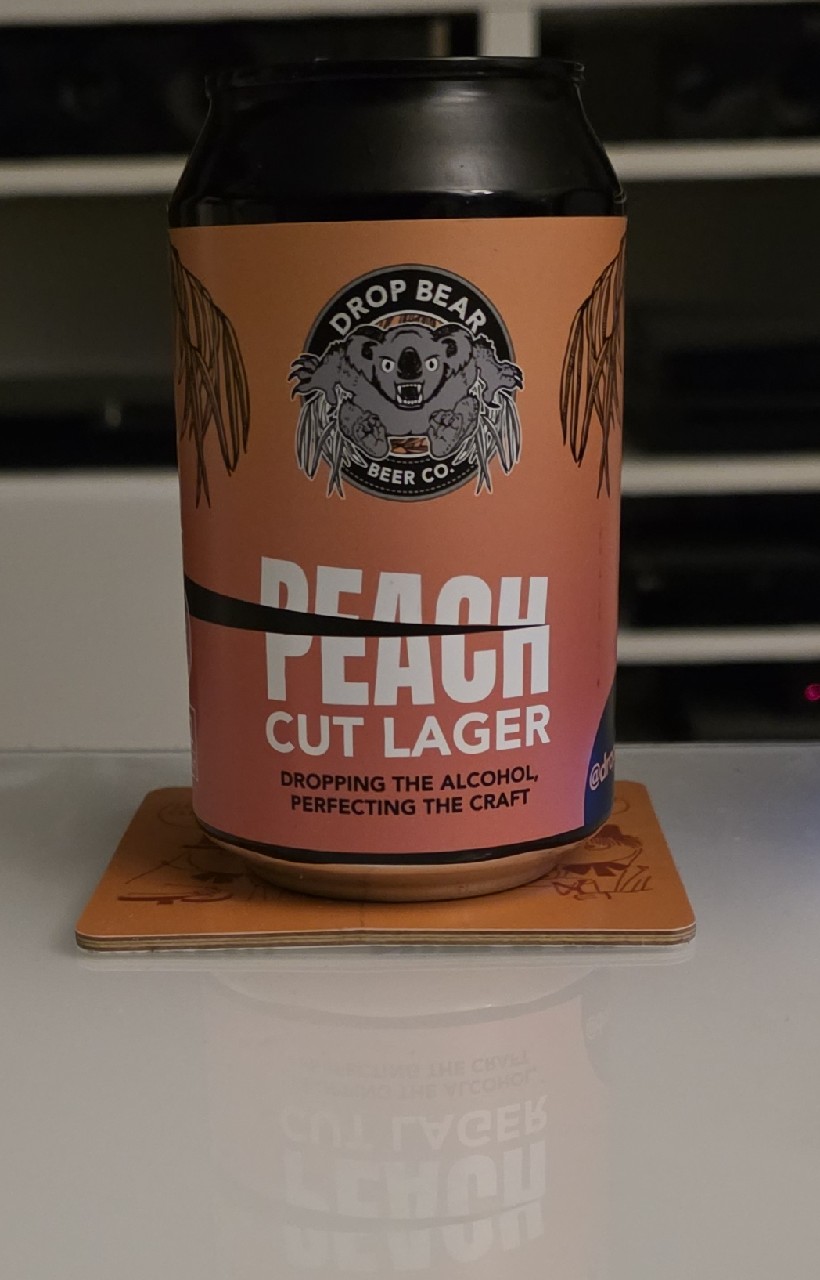 DROP BEAR
BEER CO.
PEACH
CUT LAGER
DROPPING THE ALCOHOL,
PERFECTING THE CRAFT